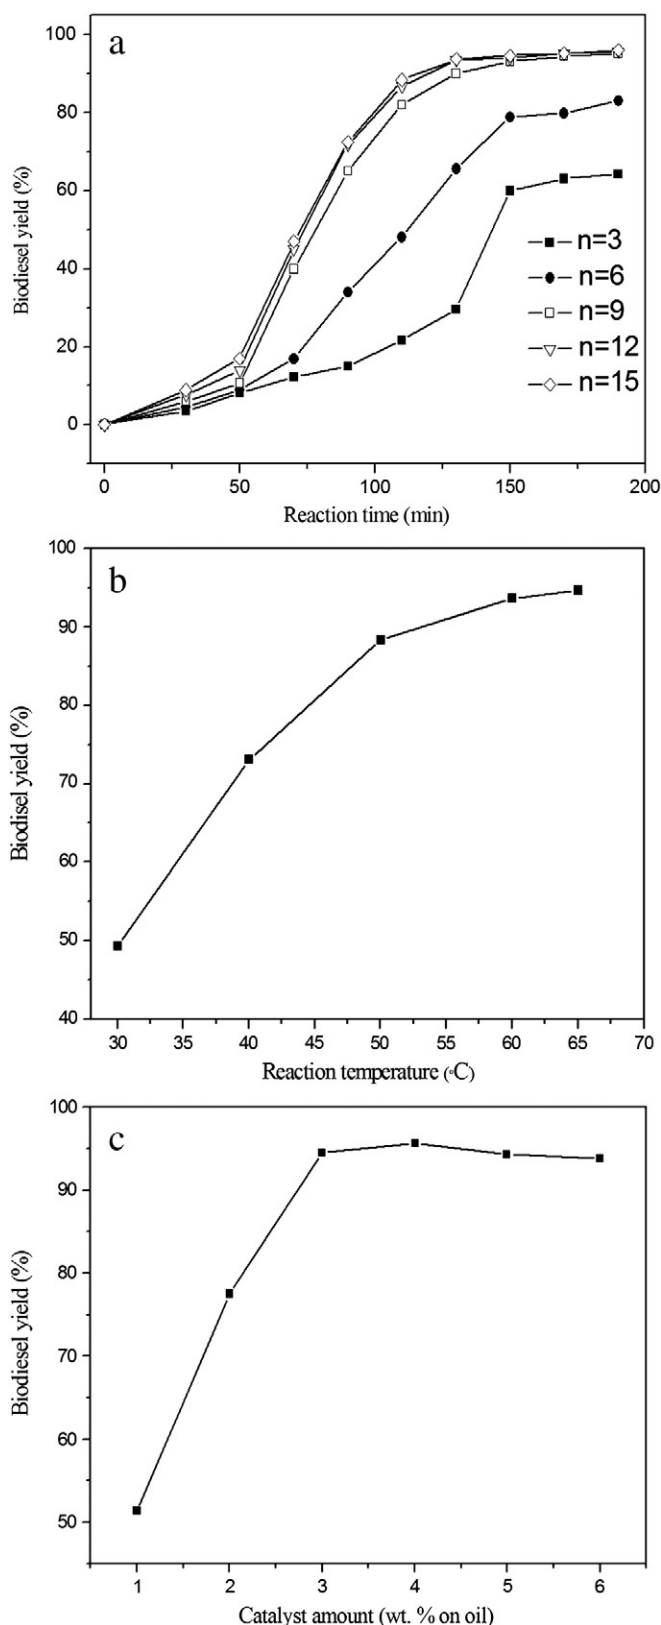 a
100
80
60
40
20
0
Biodiesel yield (%)
n=3
n=6
n=9
n=12
n=15
0 50 100 150 200
Reaction time (min)
b
100
90
80
70
60
50
40
Biodisel yield (%)
30 35 40 45 50 55 60 65 70
Reaction temperature (◦C)
c
100
90
80
70
60
50
Biodiesel yield (%)
1 2 3 4 5 6
Catalyst amount (wt. % on oil)